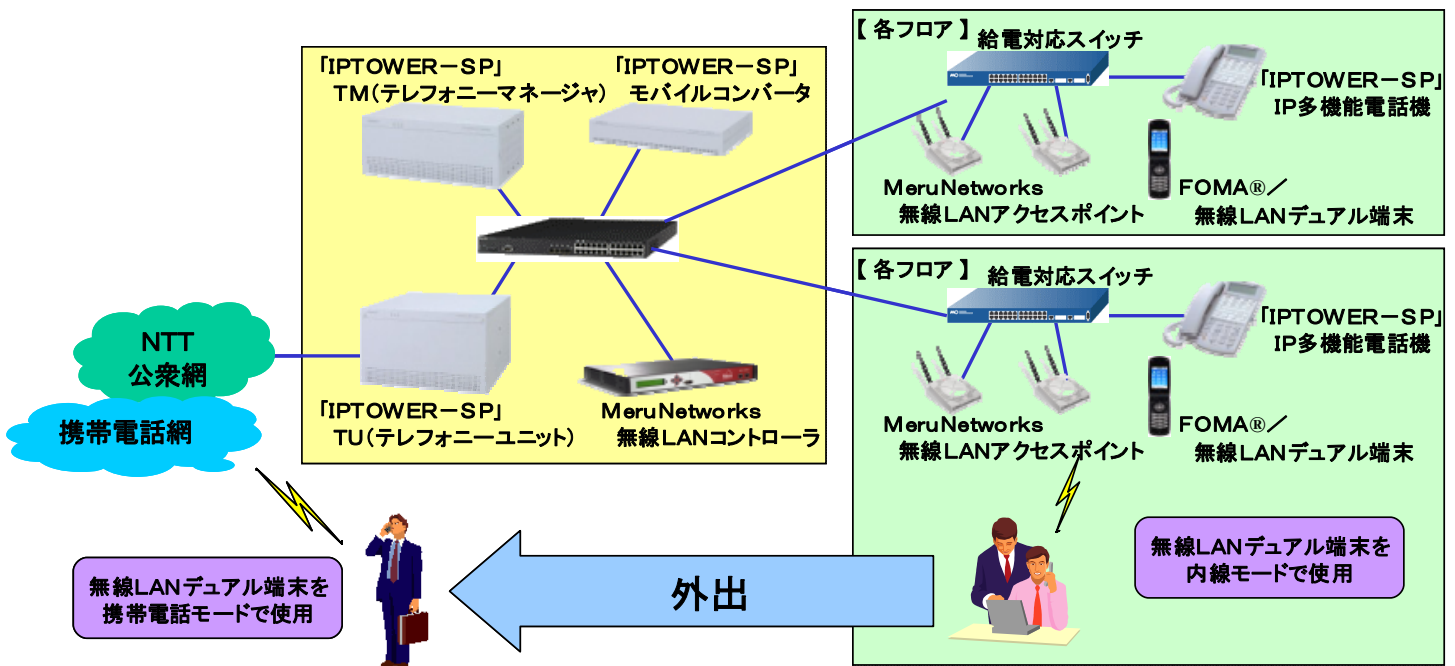 「IPTOWER－SP」
TM（テレフォニーマネージャ）
「IPTOWER－SP」
モバイルコンバータ
「IPTOWER－SP」
TU（テレフォニーユニット）
MeruNetworks
無線LANコントローラ
NTT
公衆網
携帯電話網
【 各フロア 】
給電対応スイッチ
「IPTOWER－SP」
IP多機能電話機
MeruNetworks
無線LANアクセスポイント
FOMA®／
無線LANデュアル端末
【 各フロア 】
給電対応スイッチ
「IPTOWER－SP」
IP多機能電話機
MeruNetworks
無線LANアクセスポイント
FOMA®／
無線LANデュアル端末
無線LANデュアル端末を
携帯電話モードで使用
外出
無線LANデュアル端末を
内線モードで使用